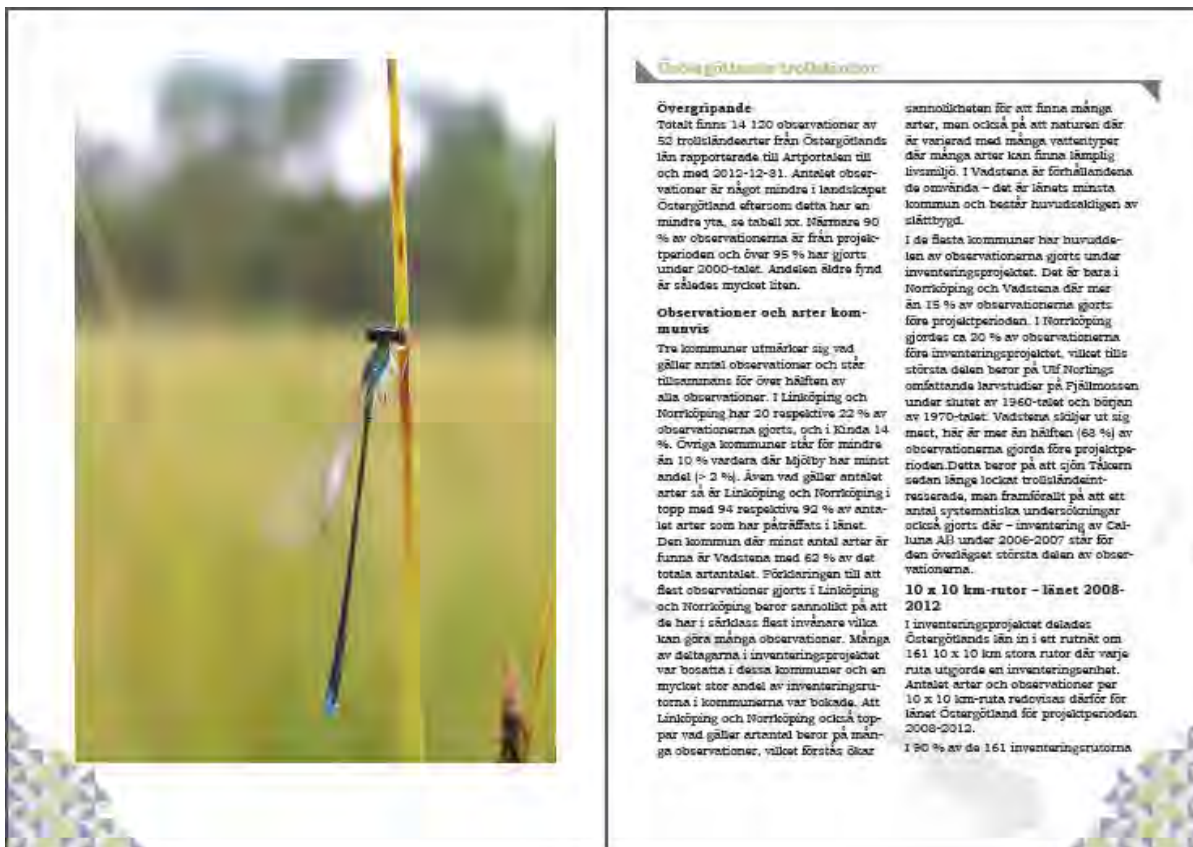 Östergötlands trollsländor
Övergripande
Totalt finns 14 120 observationer av
52 trollsländearter från Östergötlands
län rapporterade till Artportalen till
och med 2012-12-31. Antalet obser-
vationer är något mindre i landskapet
Östergötland eftersom detta har en
mindre yta, se tabell xx. Närmare 90
% av observationerna är från projek-
tperioden och över 95 % har gjorts
under 2000-talet. Andelen äldre fynd
är således mycket liten.
Observationer och arter kom-
munvis
Tre kommuner utmärker sig vad
gäller antal observationer och står
tillsammans för över hälften av
alla observationer. I Linköping och
Norrköping har 20 respektive 22 % av
observationerna gjorts, och i Kinda 14
%. Övriga kommuner står för mindre
än 10 % vardera där Mjölby har minst
andel (> 2 %). Även vad gäller antalet
arter så är Linköping och Norrköping i
topp med 94 respektive 92 % av anta-
let arter som har påträffats i länet.
Den kommun där minst antal arter är
funna är Vadstena med 62 % av det
totala artantalet. Förklaringen till att
flest observationer gjorts i Linköping
och Norrköping beror sannolikt på att
de har i särklass flest invånare vilka
kan göra många observationer. Många
av deltagarna i inventeringsprojektet
var bosatta i dessa kommuner och en
mycket stor andel av inventeringsru-
torna i kommunerna var bokade. Att
Linköping och Norrköping också top-
par vad gäller artantal beror på mån-
ga observationer, vilket förstås ökar
sannolikheten för att finna många
arter, men också på att naturen där
är varierad med många vattentyper
där många arter kan finna lämplig
livsmiljö. I Vadstena är förhållandena
de omvända – det är länets minsta
kommun och består huvudsakligen av
slättbygd.
I de flesta kommuner har huvudde-
len av observationerna gjorts under
inventeringsprojektet. Det är bara i
Norrköping och Vadstena där mer
än 15 % av observationerna gjorts
före projektperioden. I Norrköping
gjordes ca 20 % av observationerna
före inventeringsprojektet, vilket tills
största delen beror på Ulf Norlings
omfattande larvstudier på Fjällmossen
under slutet av 1960-talet och början
av 1970-talet. Vadstena skiljer ut sig
mest, här är mer än hälften (63 %) av
observationerna gjorda före projektpe-
rioden.Detta beror på att sjön Tåkern
sedan länge lockat trollsländeint-
resserade, men framförallt på att ett
antal systematiska undersökningar
också gjorts där – inventering av Cal-
luna AB under 2006-2007 står för
den överlägset största delen av obser-
vationerna.
10 x 10 km-rutor – länet 2008-
2012
I inventeringsprojektet delades
Östergötlands län in i ett rutnät om
161 10 x 10 km stora rutor där varje
ruta utgjorde en inventeringsenhet.
Antalet arter och observationer per
10 x 10 km-ruta redovisas därför för
länet Östergötland för projektperioden
2008-2012.
I 90 % av de 161 inventeringsrutorna